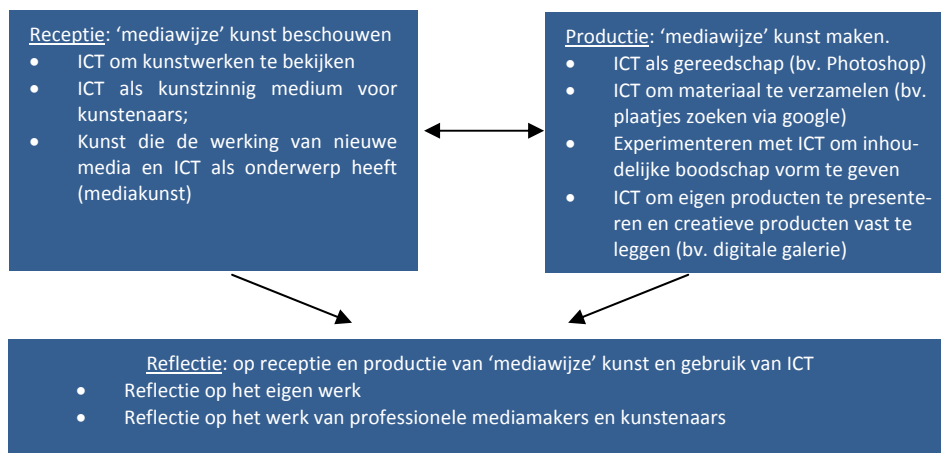 Receptie: ‘mediawijze’ kunst beschouwen
• ICT om kunstwerken te bekijken
• ICT als kunstzinnig medium voor
kunstenaars;
• Kunst die de werking van nieuwe
media en ICT als onderwerp heeft
(mediakunst)
Productie: ‘mediawijze’ kunst maken.
• ICT als gereedschap (bv. Photoshop)
• ICT om materiaal te verzamelen (bv.
plaatjes zoeken via google)
• Experimenteren met ICT om inhou-
delijke boodschap vorm te geven
• ICT om eigen producten te presente-
ren en creatieve producten vast te
leggen (bv. digitale galerie)
Reflectie: op receptie en productie van ‘mediawijze’ kunst en gebruik van ICT
• Reflectie op het eigen werk
• Reflectie op het werk van professionele mediamakers en kunstenaars